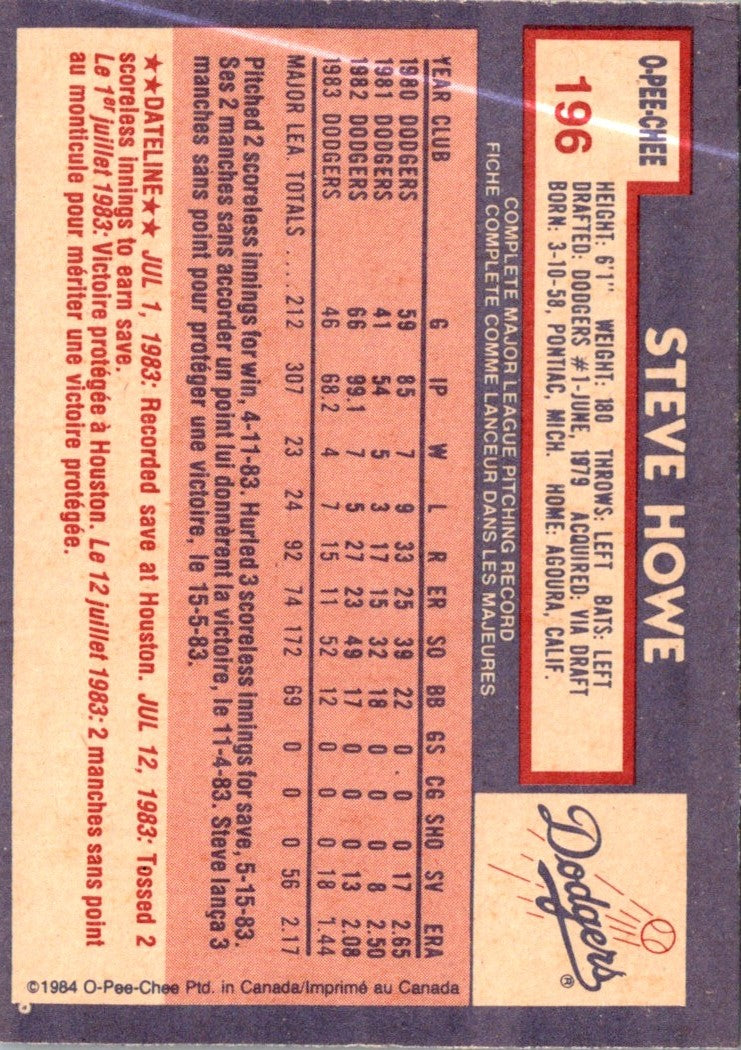 O-PEE-CHEE
196
STEVE HOWE
HEIGHT: 6'1" WEIGHT: 180 THROWS: LEFT BATS: LEFT
DRAFTED: DODGERS #1-JUNE, 1979 ACQUIRED: VIA DRAFT
BORN: 3-10-58, PONTIAC, MICH. HOME: AGOURA, CALIF.
Dodgers®
COMPLETE MAJOR LEAGUE PITCHING RECORD
FICHE COMPLETE COMME LANCEUR DANS LES MAJEURES
YEAR CLUB G IP W L R ER SO BB GS CG SHO SV ERA
1980 DODGERS 59 85 7 9 33 25 39 22 0 0 0 17 2.65
1981 DODGERS 41 54 5 3 17 15 32 18 0 0 0 8 2.50
1982 DODGERS 66 99.1 7 5 27 23 49 17 0 0 0 13 2.08
1983 DODGERS 46 68.2 4 7 15 11 52 12 0 0 0 18 1.44
MAJOR LEA. TOTALS .... 212 307 23 24 92 74 172 69 0 0 0 56 2.17
Pitched 2 scoreless innings for win, 4-11-83. Hurled 3 scoreless innings for save, 5-15-83.
Ses 2 manches sans accorder un point lui donnèrent la victoire, le 11-4-83. Steve lança 3
manches sans point pour protéger une victoire, le 15-5-83.
★★DATELINE★★ JUL 1, 1983: Recorded save at Houston. JUL 12, 1983: Tossed 2
scoreless innings to earn save.
Le 1er juillet 1983: Victoire protégée à Houston. Le 12 juillet 1983: 2 manches sans point
au monticule pour mériter une victoire protégée.
©1984 O-Pee-Chee Ptd. in Canada/Imprimé au Canada